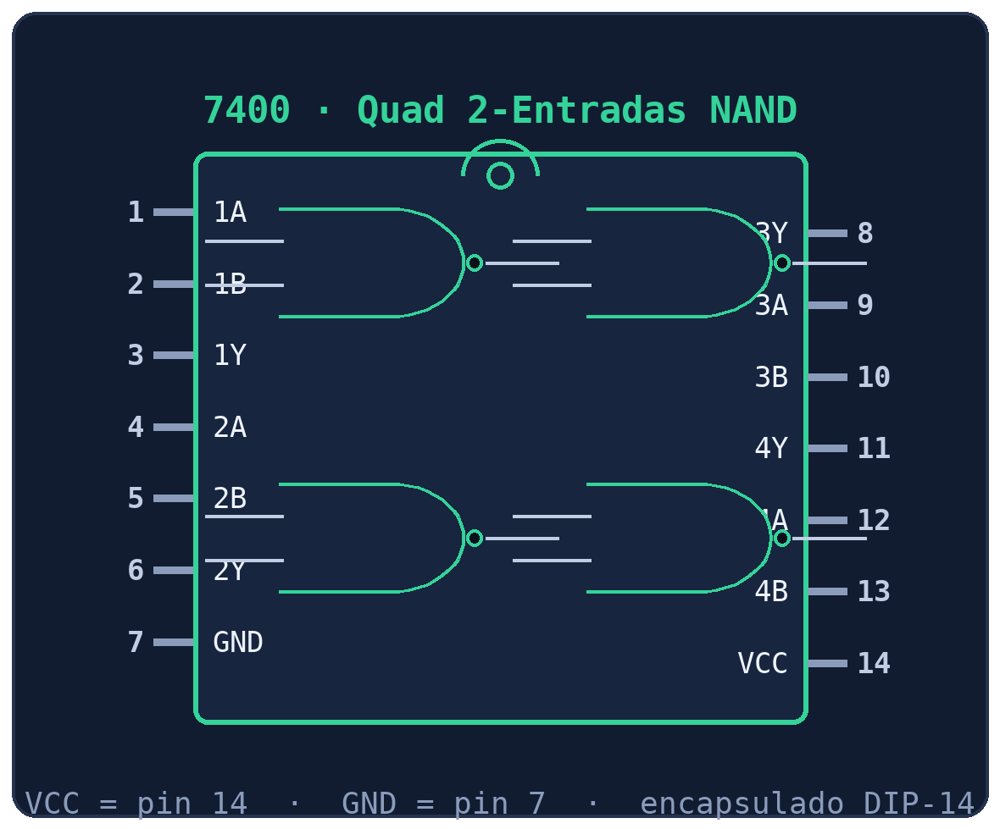 7400 · Quad 2-Entradas NAND
1 1A 3Y 8
2 1B 3A 9
3 1Y 3B 10
4 2A 4Y 11
5 2B 12
6 2Y 4B 13
7 GND VCC 14
VCC = pin 14 · GND = pin 7 · encapsulado DIP-14